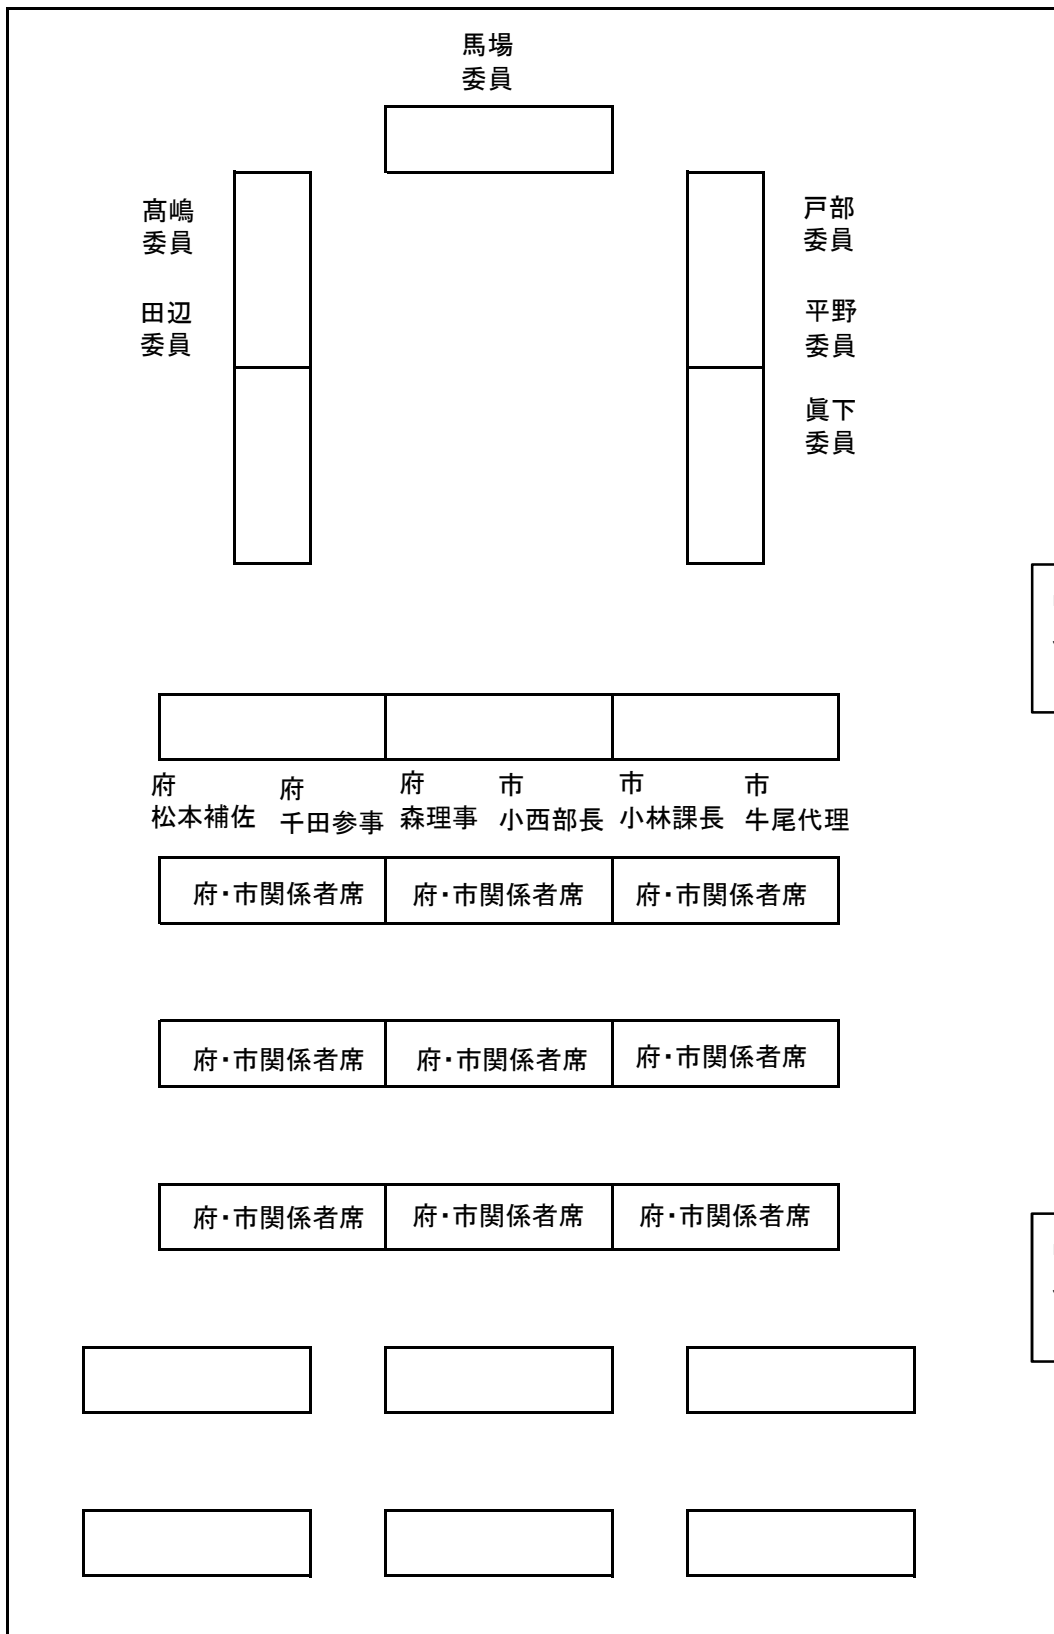 馬場
委員
髙嶋
委員
戸部
委員
田辺
委員
平野
委員
眞下
委員
府
松本補佐
府
千田参事
府
森理事
市
小西部長
市
小林課長
市
牛尾代理
府・市関係者席
府・市関係者席
府・市関係者席
府・市関係者席
府・市関係者席
府・市関係者席
府・市関係者席
府・市関係者席
府・市関係者席